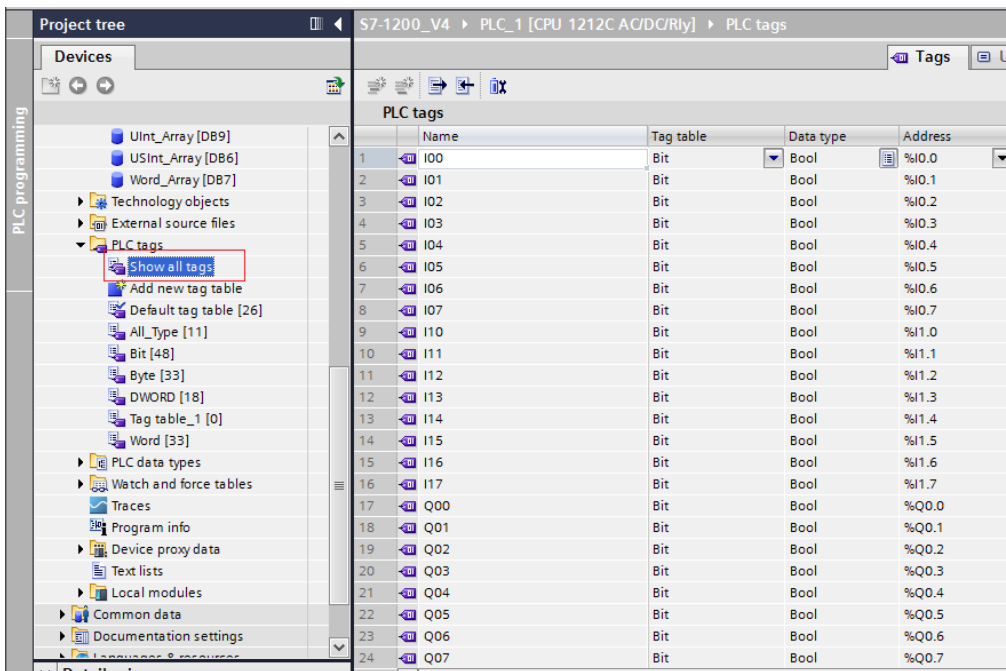 Project tree
S7-1200_V4 PLC_1 [CPU 1212C AC/DC/Rly] PLC tags
Devices
Tags
U
PLC programming
UInt_Array [DB9]
USInt_Array [DB6]
Word_Array [DB7]
Technology objects
External source files
PLC tags
Show all tags
Add new tag table
Default tag table [26]
All_Type [11]
Bit [48]
Byte [33]
DWORD [18]
Tag table_1 [0]
Word [33]
PLC data types
Watch and force tables
Traces
Program info
Device proxy data
Text lists
Local modules
Common data
Documentation settings
Languages & resources
PLC tags
Name Tag table Data type Address
1 I00 Bit Bool %I0.0
2 I01 Bit Bool %I0.1
3 I02 Bit Bool %I0.2
4 I03 Bit Bool %I0.3
5 I04 Bit Bool %I0.4
6 I05 Bit Bool %I0.5
7 I06 Bit Bool %I0.6
8 I07 Bit Bool %I0.7
9 I10 Bit Bool %I1.0
10 I11 Bit Bool %I1.1
11 I12 Bit Bool %I1.2
12 I13 Bit Bool %I1.3
13 I14 Bit Bool %I1.4
14 I15 Bit Bool %I1.5
15 I16 Bit Bool %I1.6
16 I17 Bit Bool %I1.7
17 Q00 Bit Bool %Q0.0
18 Q01 Bit Bool %Q0.1
19 Q02 Bit Bool %Q0.2
20 Q03 Bit Bool %Q0.3
21 Q04 Bit Bool %Q0.4
22 Q05 Bit Bool %Q0.5
23 Q06 Bit Bool %Q0.6
24 Q07 Bit Bool %Q0.7